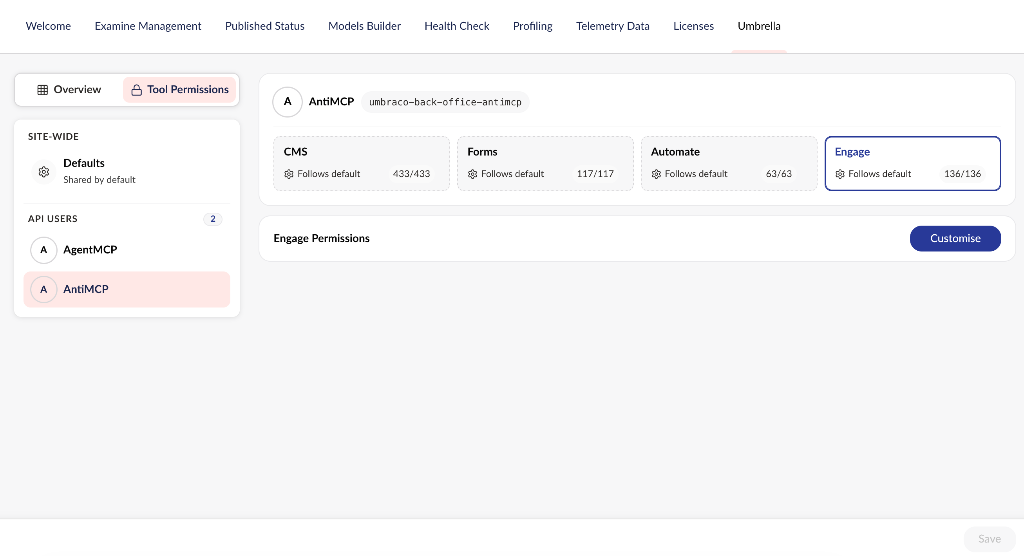 Welcome
Examine Management
Published Status
Models Builder
Health Check
Profiling
Telemetry Data
Licenses
Umbrella
Overview
Tool Permissions
SITE-WIDE
Defaults
Shared by default
API USERS
2
A
AgentMCP
A
AntiMCP
A
AntiMCP
umbraco-back-office-antimcp
CMS
Follows default
433/433
Forms
Follows default
117/117
Automate
Follows default
63/63
Engage
Follows default
136/136
Engage Permissions
Customise
Save